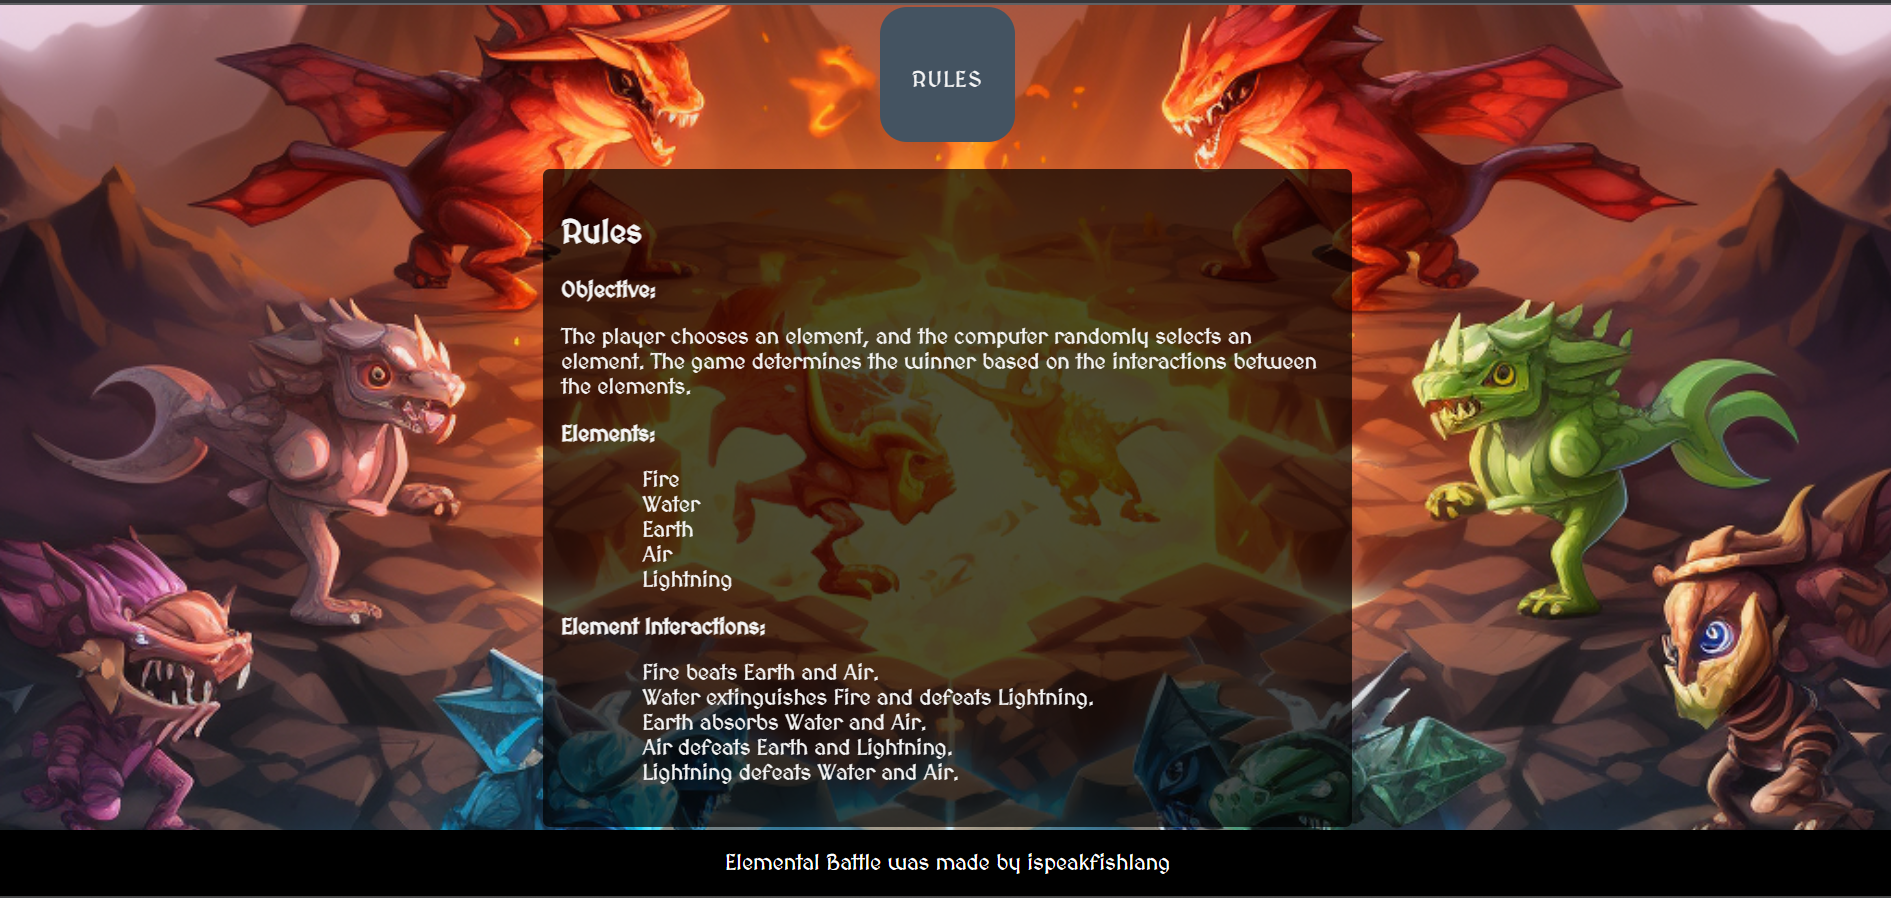 RULES
Rules
Objective:
The player chooses an element, and the computer randomly selects an
element. The game determines the winner based on the interactions between
the elements.
Elements:
Fire
Water
Earth
Air
Lightning
Element Interactions:
Fire beats Earth and Air.
Water extinguishes Fire and defeats Lightning.
Earth absorbs Water and Air.
Air defeats Earth and Lightning.
Lightning defeats Water and Air.
Elemental Battle was made by ispeakfishlang